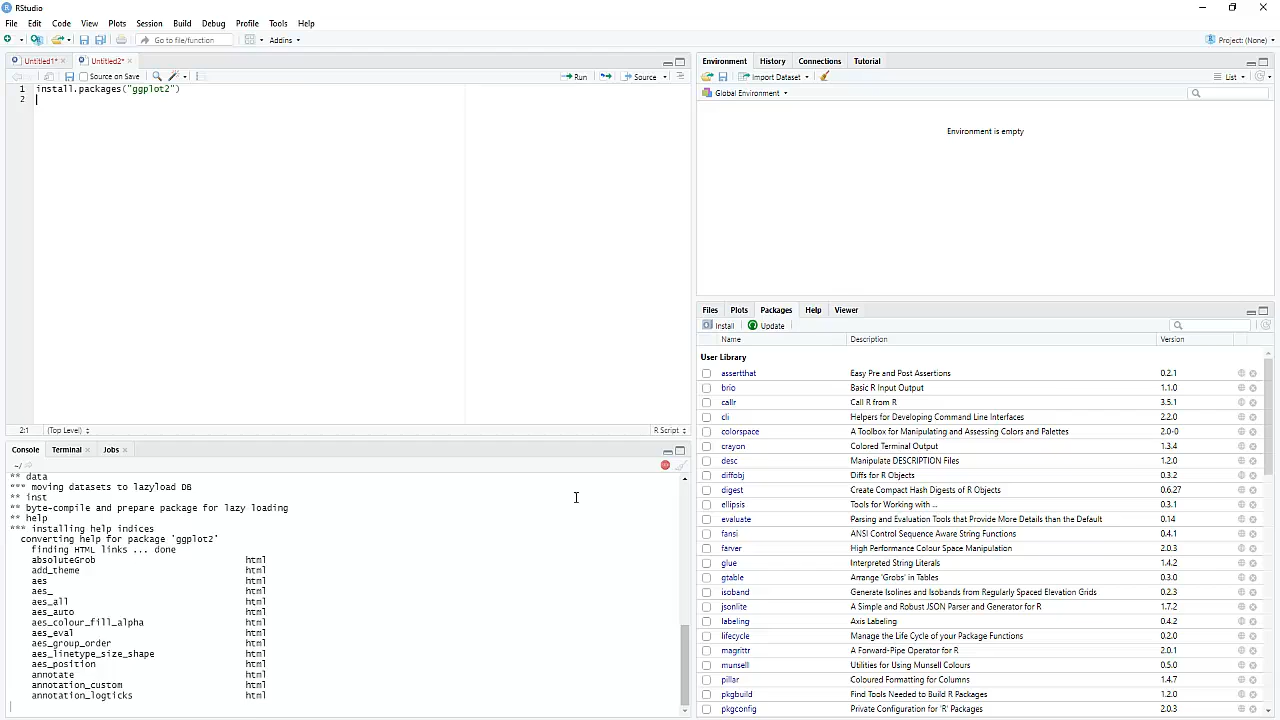 RStudio
File Edit Code View Plots Session Build Debug Profile Tools Help
Go to file/function Addins Project: (None)
Untitled1* Untitled2*
Source on Save Run Source
1 install.packages("ggplot2")
2
2:1 (Top Level) R Script
Console Terminal Jobs
~/
** data
*** moving datasets to lazyload DB
** inst
** byte-compile and prepare package for lazy loading
** help
*** installing help indices
converting help for package 'ggplot2'
finding HTML links ... done
absoluteGrob html
add_theme html
aes html
aes_ html
aes_all html
aes_auto html
aes_colour_fill_alpha html
aes_eval html
aes_group_order html
aes_linetype_size_shape html
aes_position html
annotate html
annotation_custom html
annotation_logticks html
Environment History Connections Tutorial
Import Dataset List
Global Environment
Environment is empty
Files Plots Packages Help Viewer
Install Update
Name Description Version
User Library
assertthat Easy Pre and Post Assertions 0.2.1
brio Basic R Input Output 1.1.0
callr Call R from R 3.5.1
cli Helpers for Developing Command Line Interfaces 2.2.0
colorspace A Toolbox for Manipulating and Assessing Colors and Palettes 2.0-0
crayon Colored Terminal Output 1.3.4
desc Manipulate DESCRIPTION Files 1.2.0
diffobj Diffs for R Objects 0.3.2
digest Create Compact Hash Digests of R Objects 0.6.27
ellipsis Tools for Working with ... 0.3.1
evaluate Parsing and Evaluation Tools that Provide More Details than the Default 0.14
fansi ANSI Control Sequence Aware String Functions 0.4.1
farver High Performance Colour Space Manipulation 2.0.3
glue Interpreted String Literals 1.4.2
gtable Arrange 'Grobs' in Tables 0.3.0
isoband Generate Isolines and Isobands from Regularly Spaced Elevation Grids 0.2.3
jsonlite A Simple and Robust JSON Parser and Generator for R 1.7.2
labeling Axis Labeling 0.4.2
lifecycle Manage the Life Cycle of your Package Functions 0.2.0
magrittr A Forward-Pipe Operator for R 2.0.1
munsell Utilities for Using Munsell Colours 0.5.0
pillar Coloured Formatting for Columns 1.4.7
pkgbuild Find Tools Needed to Build R Packages 1.2.0
pkgconfig Private Configuration for 'R' Packages 2.0.3